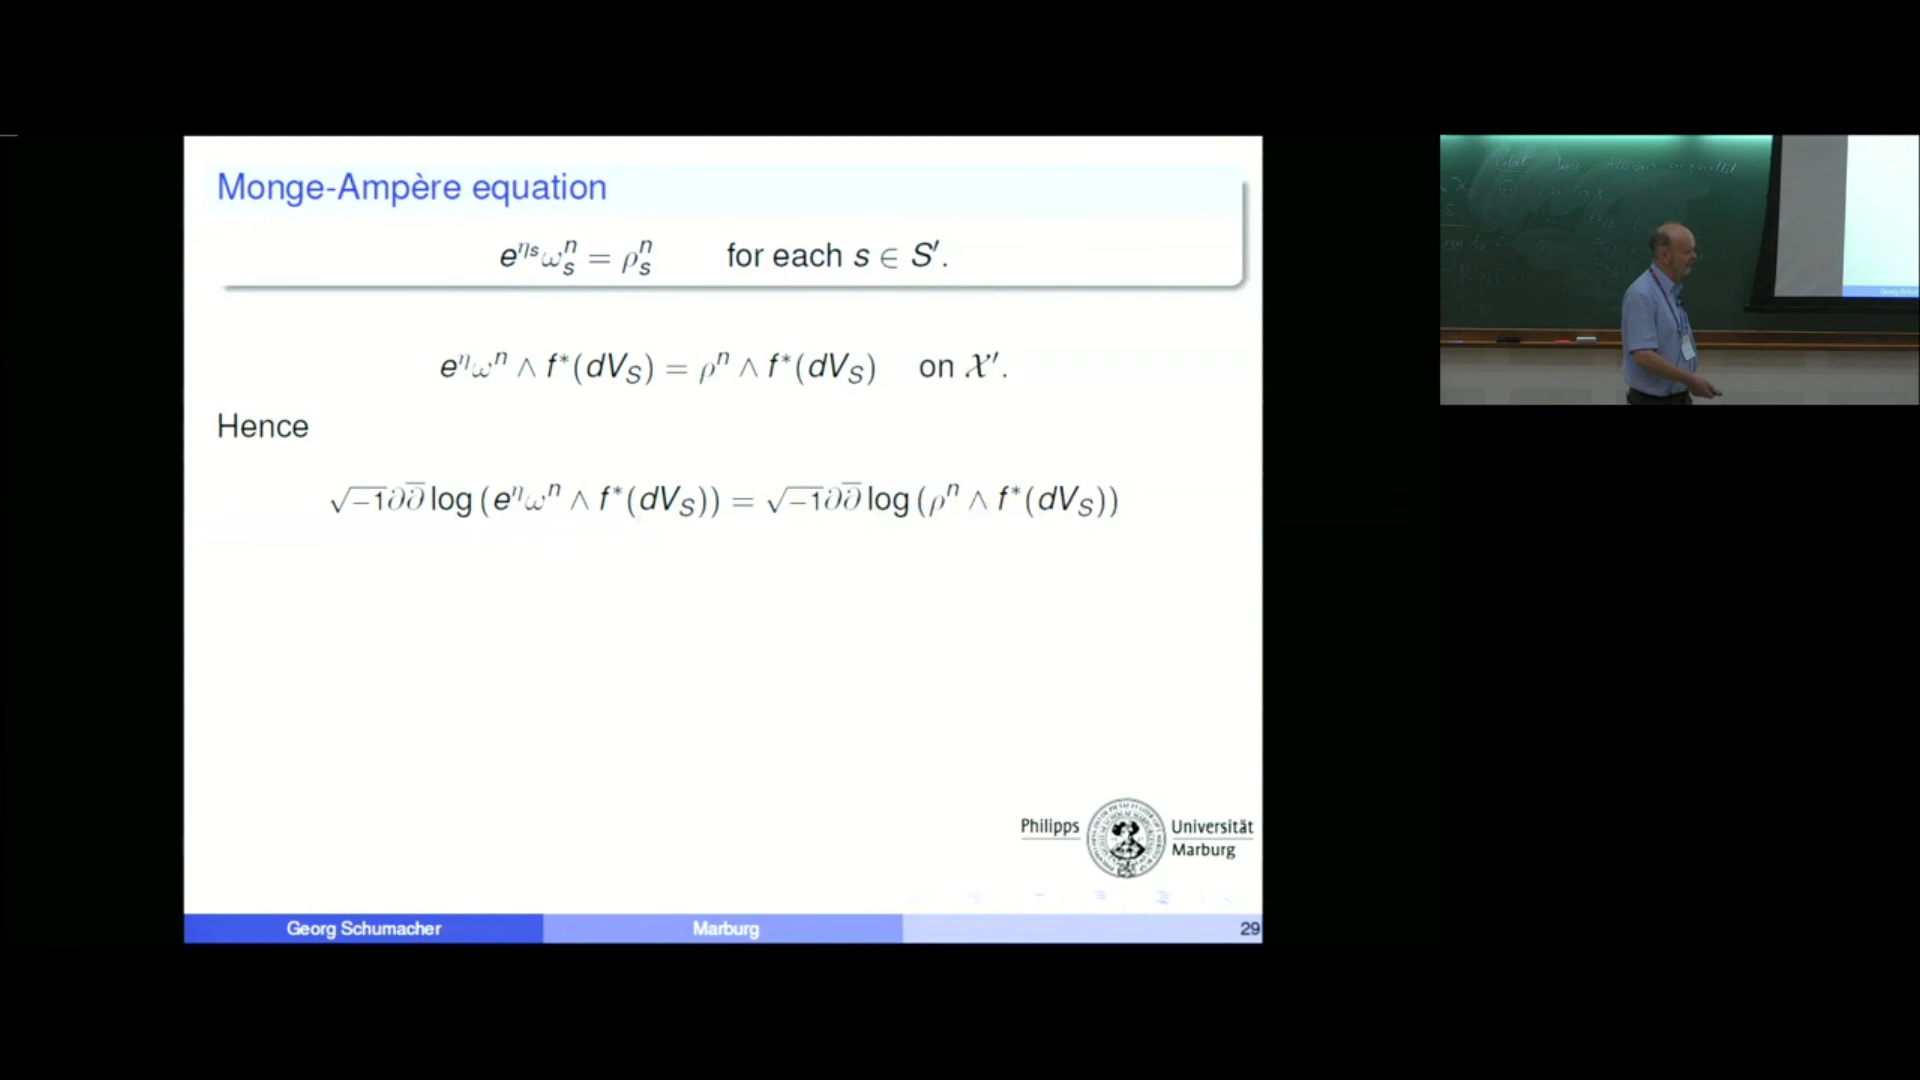 Monge-Ampère equation
e^{η_s} ω_s^n = ρ_s^n for each s ∈ S′.
e^η ω^n ∧ f*(dV_S) = ρ^n ∧ f*(dV_S) on 𝒳′.
Hence
√−1∂∂̅ log (e^η ω^n ∧ f*(dV_S)) = √−1∂∂̅ log (ρ^n ∧ f*(dV_S))
Philipps Universität
Marburg
Georg Schumacher Marburg 29